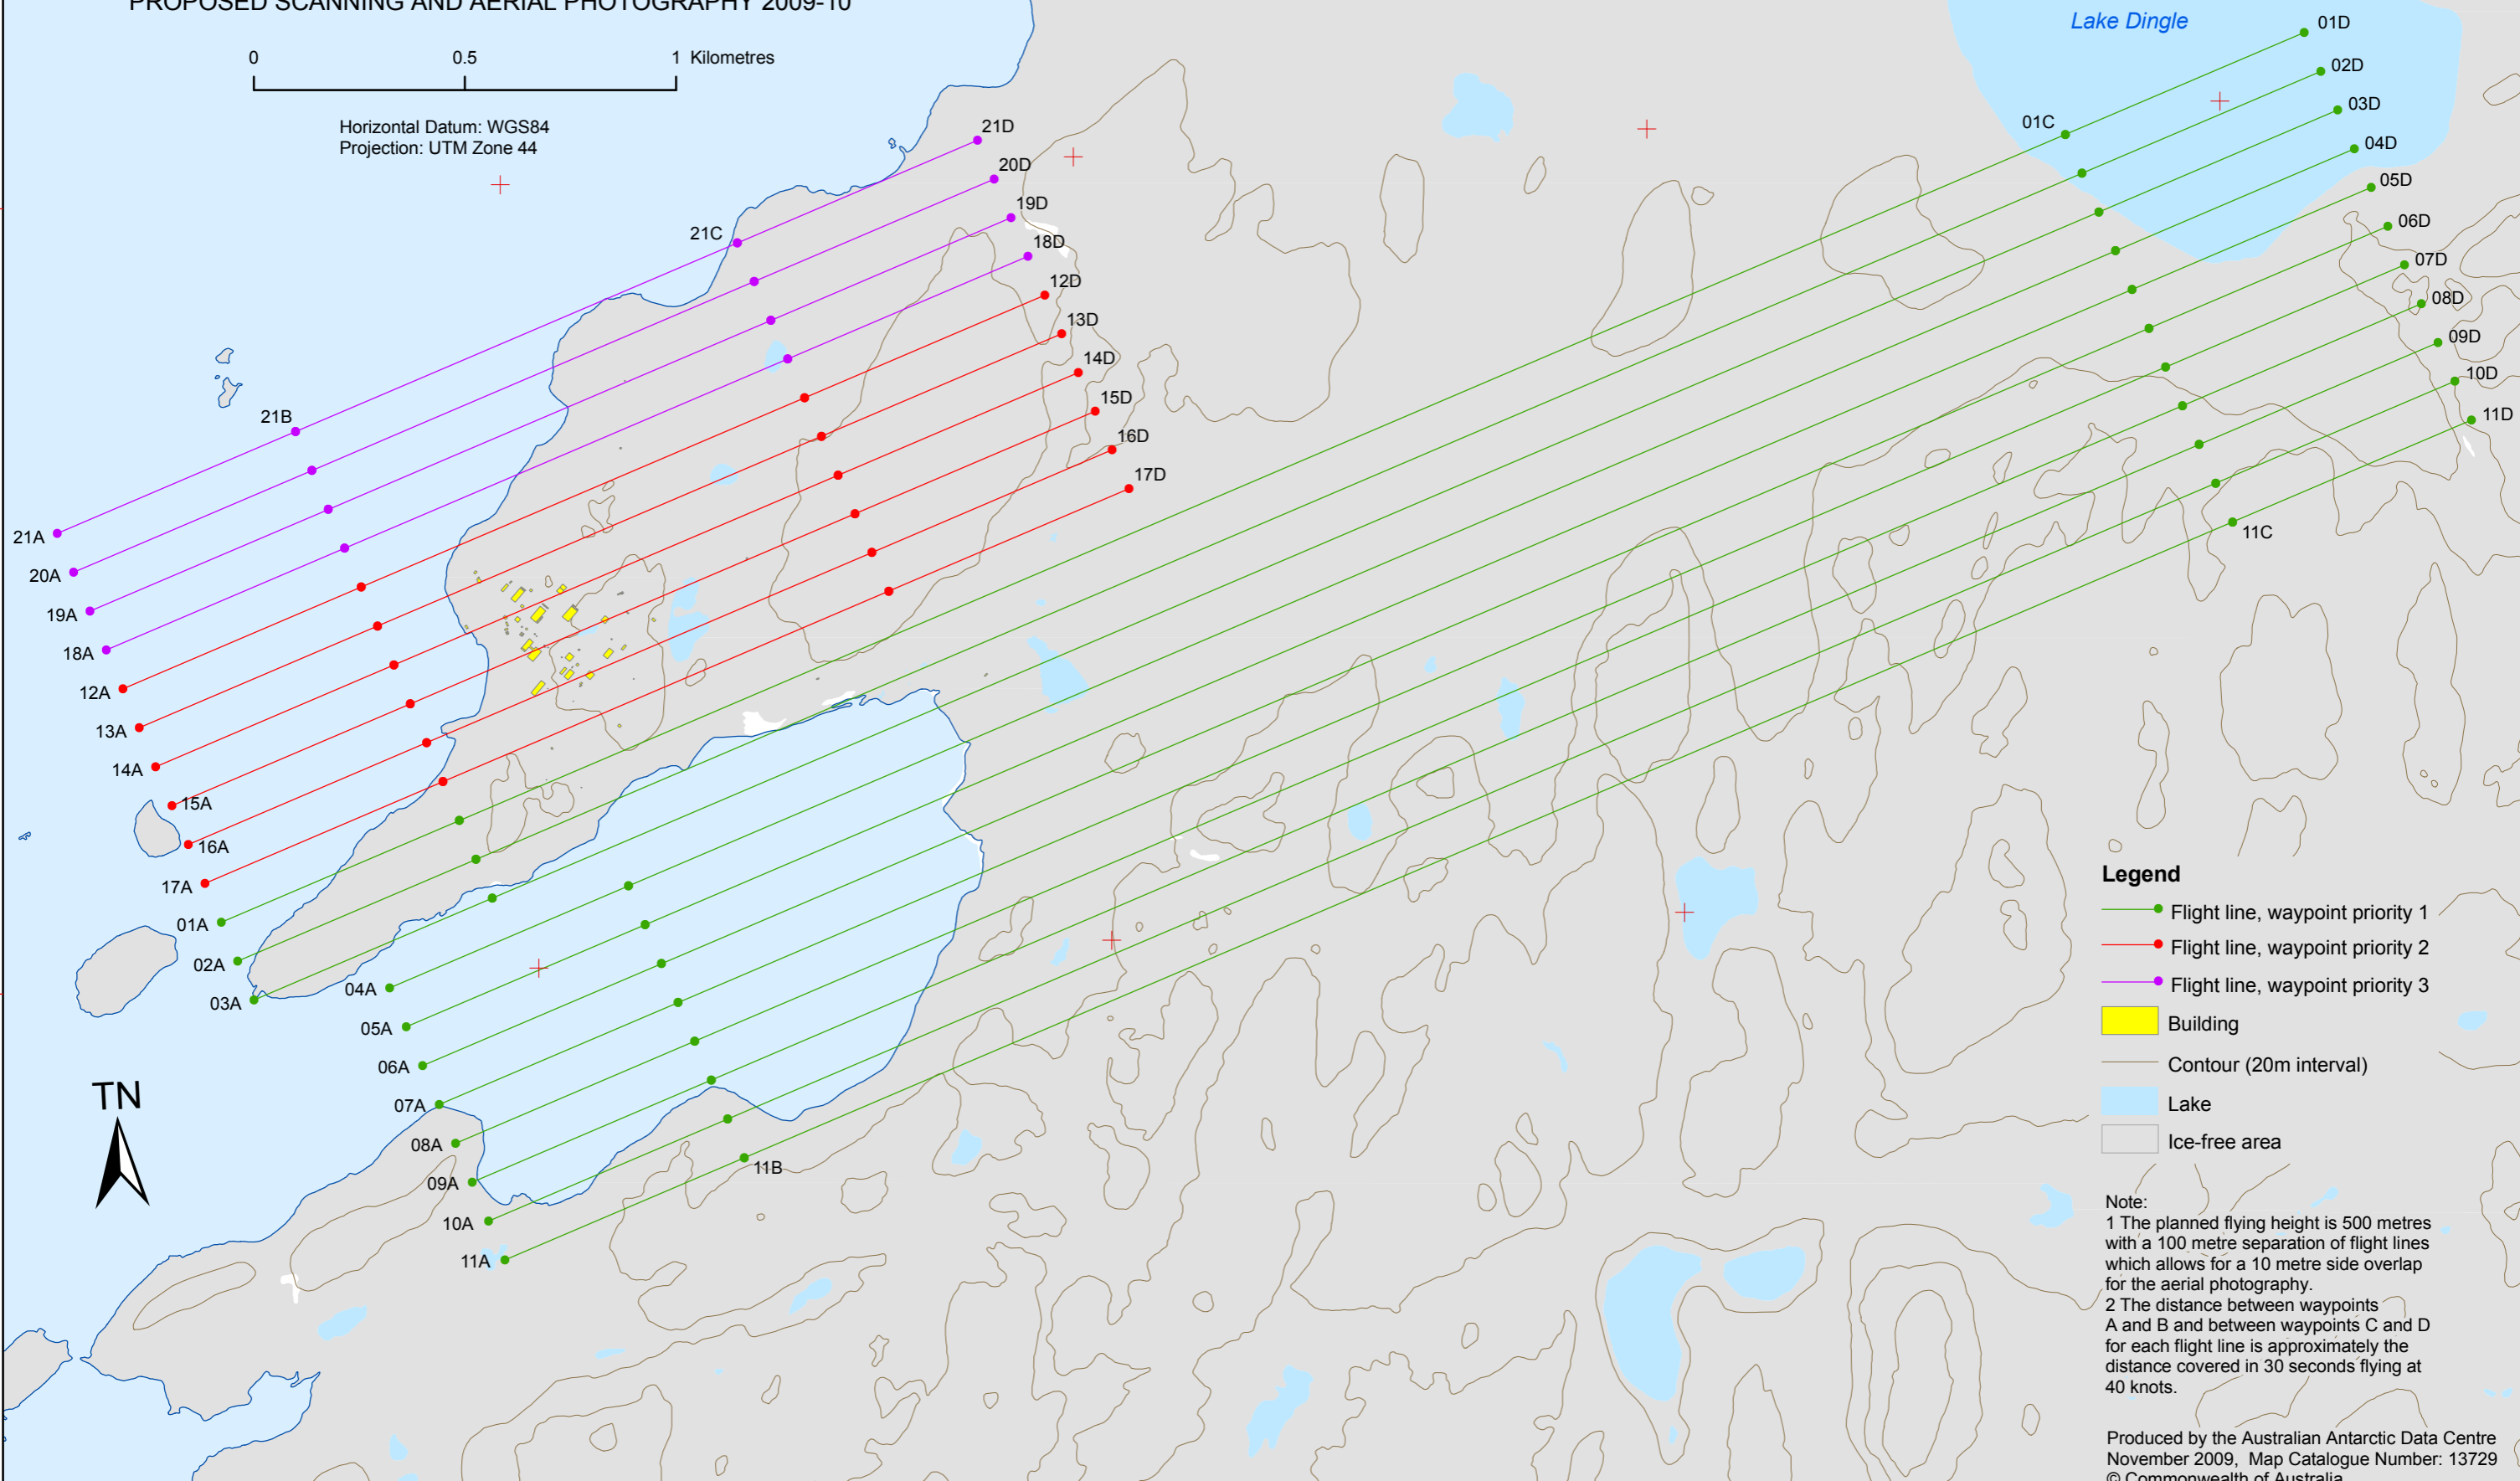 PROPOSED SCANNING AND AERIAL PHOTOGRAPHY 2009-10
0 0.5 1 Kilometres
Horizontal Datum: WGS84
Projection: UTM Zone 44
Lake Dingle
01D
02D
03D
04D
05D
06D
07D
08D
09D
10D
11D
01C
11C
21D
20D
19D
18D
12D
13D
14D
15D
16D
17D
21C
21B
21A
20A
19A
18A
12A
13A
14A
15A
16A
17A
01A
02A
03A
04A
05A
06A
07A
08A
09A
10A
11A
11B
TN
Legend
Flight line, waypoint priority 1
Flight line, waypoint priority 2
Flight line, waypoint priority 3
Building
Contour (20m interval)
Lake
Ice-free area
Note:
1 The planned flying height is 500 metres
with a 100 metre separation of flight lines
which allows for a 10 metre side overlap
for the aerial photography.
2 The distance between waypoints
A and B and between waypoints C and D
for each flight line is approximately the
distance covered in 30 seconds flying at
40 knots.
Produced by the Australian Antarctic Data Centre
November 2009, Map Catalogue Number: 13729
© Commonwealth of Australia